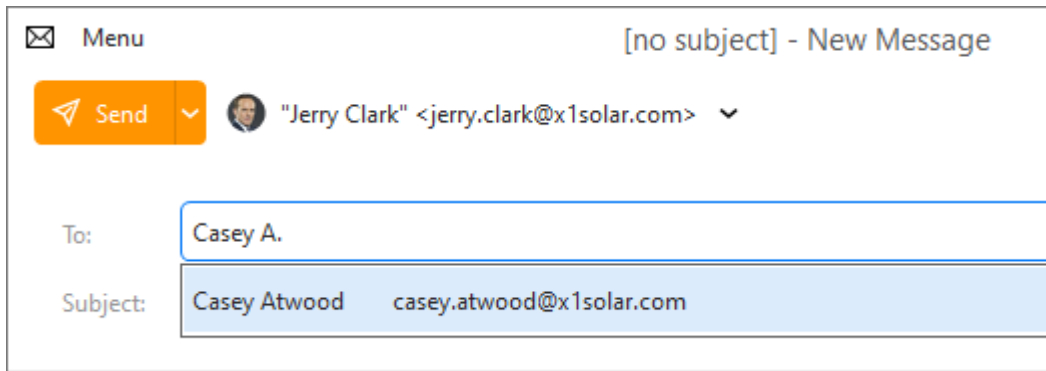 Menu [no subject] - New Message
Send "Jerry Clark" <jerry.clark@x1solar.com>
To: Casey A.
Subject: Casey Atwood casey.atwood@x1solar.com